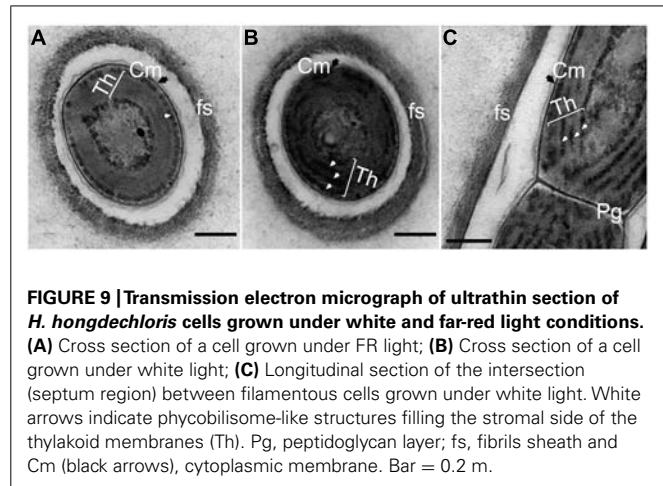 A
B
C
Th
Cm
fs
Cm
fs
Th
Cm
Th
fs
Pg
FIGURE 9 | Transmission electron micrograph of ultrathin section of
H. hongdechloris cells grown under white and far-red light conditions.
(A) Cross section of a cell grown under FR light; (B) Cross section of a cell
grown under white light; (C) Longitudinal section of the intersection
(septum region) between filamentous cells grown under white light. White
arrows indicate phycobilisome-like structures filling the stromal side of the
thylakoid membranes (Th). Pg, peptidoglycan layer; fs, fibrils sheath and
Cm (black arrows), cytoplasmic membrane. Bar = 0.2 m.